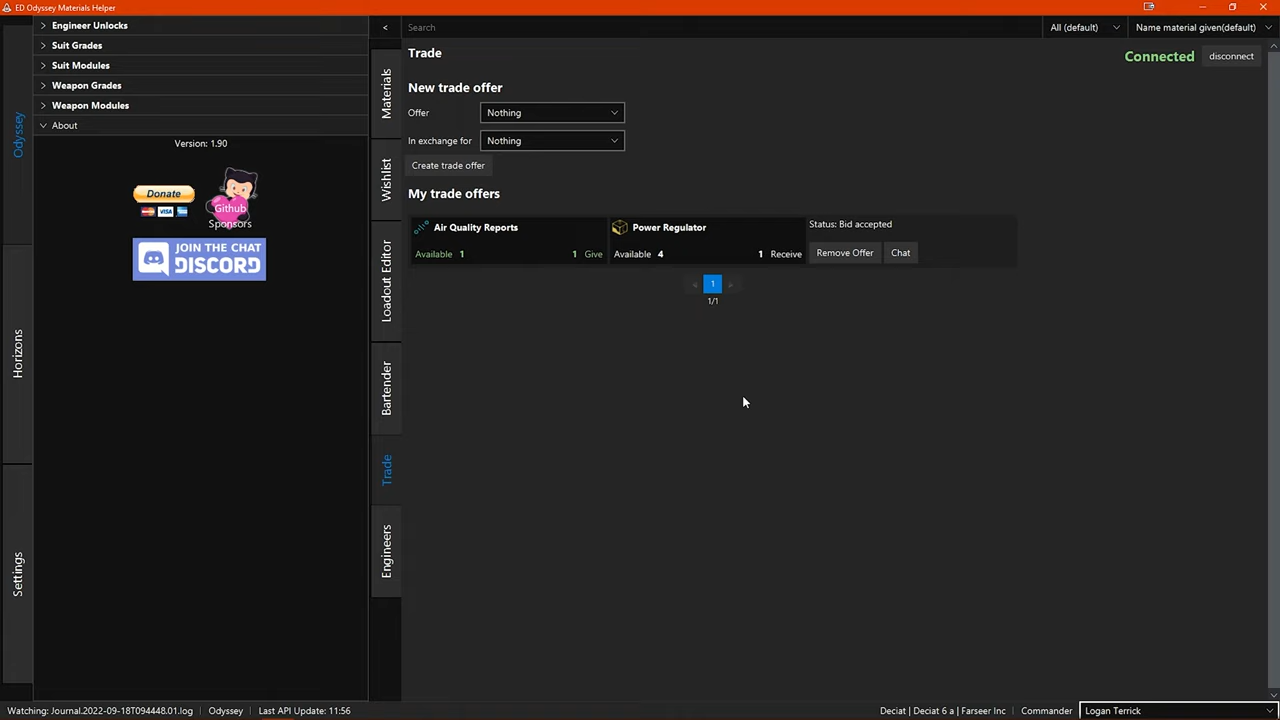 ED Odyssey Materials Helper
Engineer Unlocks
Suit Grades
Suit Modules
Weapon Grades
Weapon Modules
About
Version: 1.90
Donate
VISA
Github
Sponsors
JOIN THE CHAT
DISCORD
Odyssey
Horizons
Settings
<
Search
All (default)
Name material given(default)
Materials
Wishlist
Loadout Editor
Bartender
Trade
Engineers
Trade
Connected
disconnect
New trade offer
Offer
Nothing
In exchange for
Nothing
Create trade offer
My trade offers
Air Quality Reports
Available 1
1 Give
Power Regulator
Available 4
1 Receive
Status: Bid accepted
Remove Offer
Chat
1
1/1
Watching: Journal.2022-09-18T094448.01.log
Odyssey
Last API Update: 11:56
Deciat | Deciat 6 a | Farseer Inc
Commander
Logan Terrick